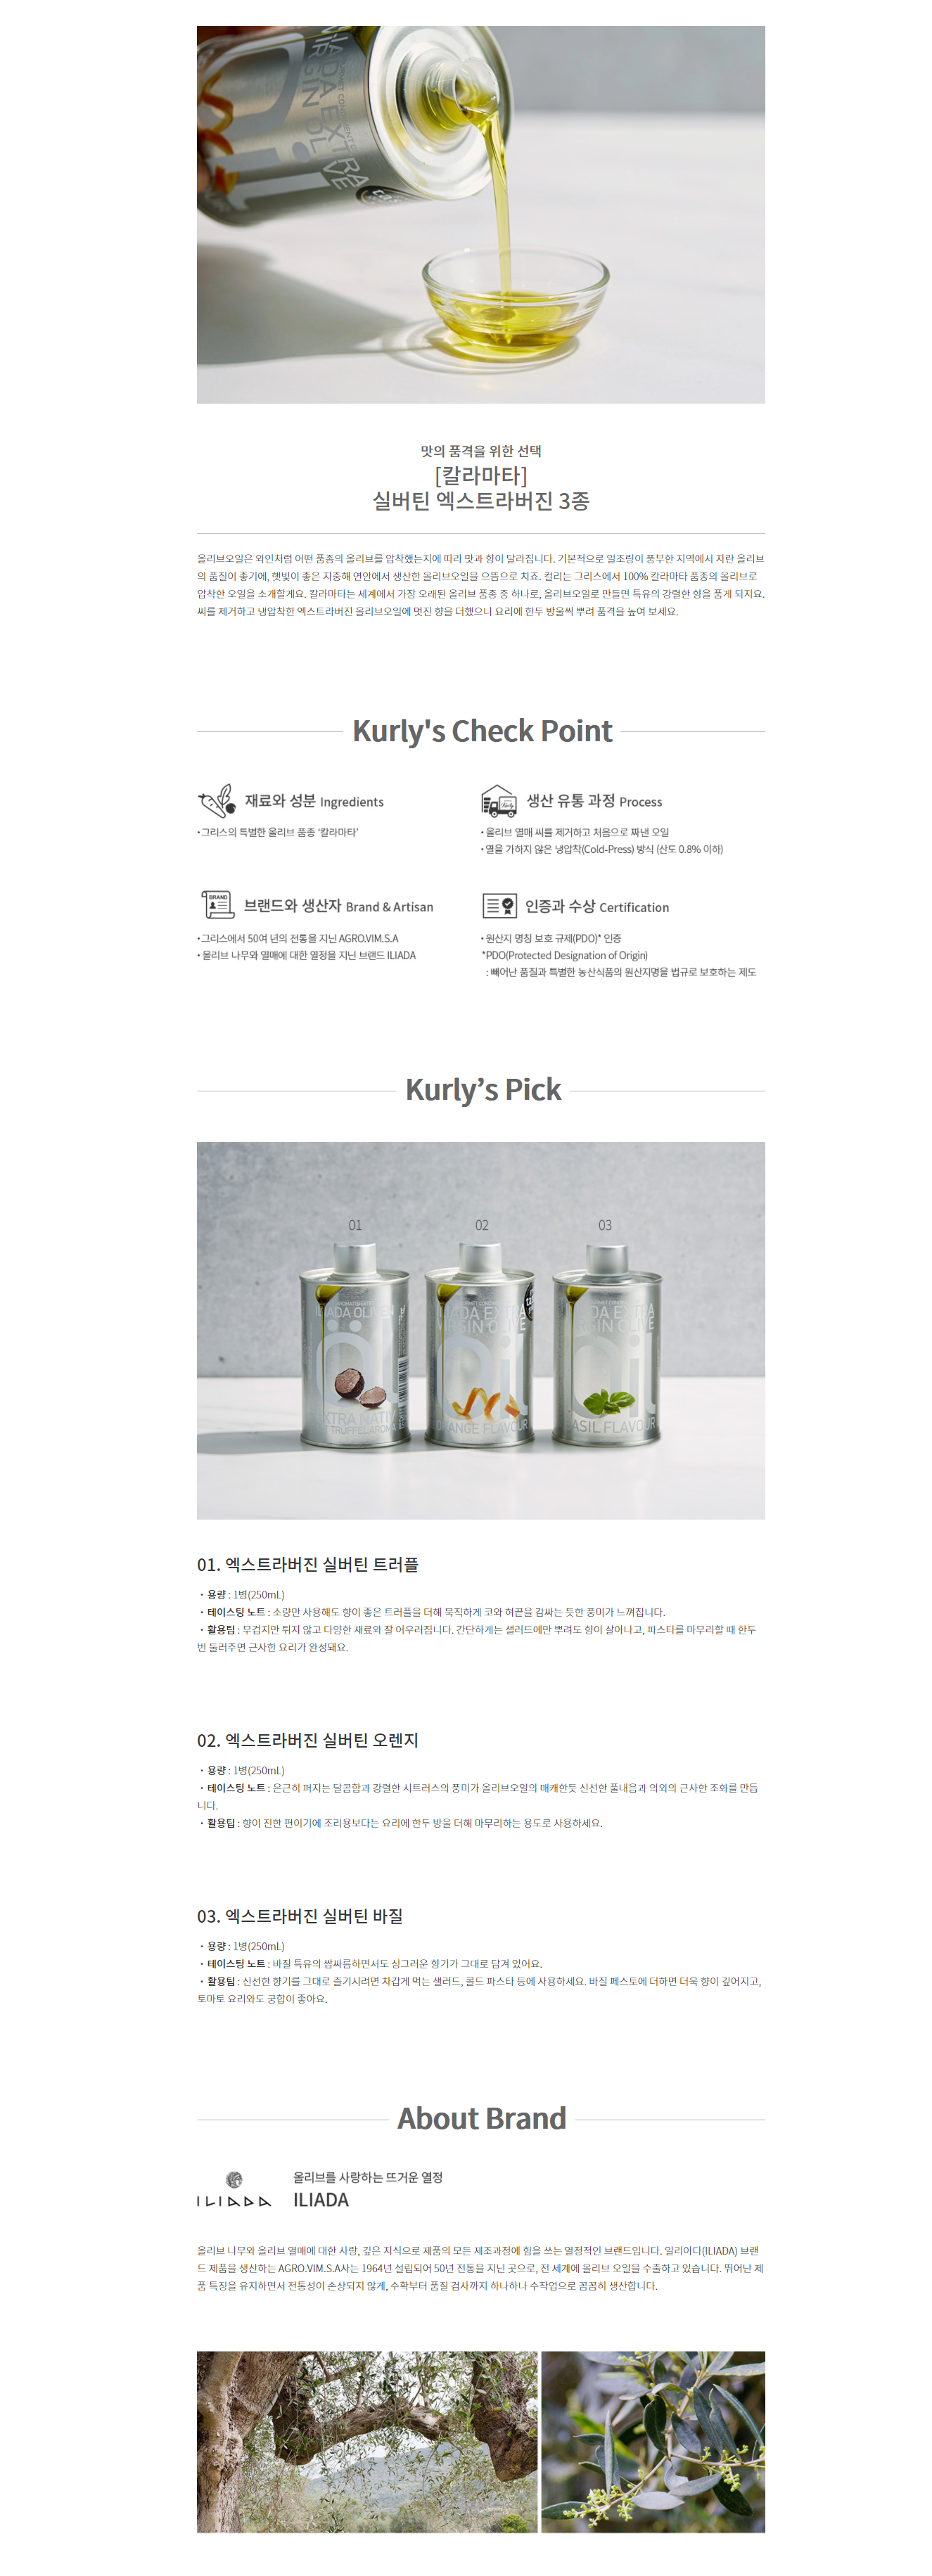 ILIADA EXTRA
VIRGIN OLIVE
맛의 품격을 위한 선택
[칼라마타]
실버틴 엑스트라버진 3종
올리브오일은 와인처럼 어떤 품종의 올리브를 압착했는지에 따라 맛과 향이 달라집니다. 기본적으로 일조량이 풍부한 지역에서 자란 올리브
의 품질이 좋기에, 햇빛이 좋은 지중해 연안에서 생산한 올리브오일을 으뜸으로 치죠. 컬리는 그리스에서 100% 칼라마타 품종의 올리브로
압착한 오일을 소개할게요. 칼라마타는 세계에서 가장 오래된 올리브 품종 중 하나로, 올리브오일로 만들면 특유의 강렬한 향을 품게 되지요.
씨를 제거하고 냉압착한 엑스트라버진 올리브오일에 멋진 향을 더했으니 요리에 한두 방울씩 뿌려 품격을 높여 보세요.
Kurly's Check Point
재료와 성분 Ingredients
• 그리스의 특별한 올리브 품종 ‘칼라마타’
생산 유통 과정 Process
• 올리브 열매 씨를 제거하고 처음으로 짜낸 오일
• 열을 가하지 않은 냉압착(Cold-Press) 방식 (산도 0.8% 이하)
BRAND
브랜드와 생산자 Brand & Artisan
• 그리스에서 50여 년의 전통을 지닌 AGRO.VIM.S.A
• 올리브 나무와 열매에 대한 열정을 지닌 브랜드 ILIADA
인증과 수상 Certification
• 원산지 명칭 보호 규제(PDO)* 인증
*PDO(Protected Designation of Origin)
: 빼어난 품질과 특별한 농산식품의 원산지명을 법규로 보호하는 제도
Kurly’s Pick
01
02
03
ILIADA OLIVEN
Oil
EXTRA NATIV
TRUFFELAROMA
ILIADA EXTRA
VIRGIN OLIVE
Oil
ORANGE FLAVOUR
ILIADA EXTRA
VIRGIN OLIVE
Oil
BASIL FLAVOUR
01. 엑스트라버진 실버틴 트러플
• 용량 : 1병(250mL)
• 테이스팅 노트 : 소량만 사용해도 향이 좋은 트러플을 더해 묵직하게 코와 혀끝을 감싸는 듯한 풍미가 느껴집니다.
• 활용팁 : 무겁지만 튀지 않고 다양한 재료와 잘 어우러집니다. 간단하게는 샐러드에만 뿌려도 향이 살아나고, 파스타를 마무리할 때 한두
번 둘러주면 근사한 요리가 완성돼요.
02. 엑스트라버진 실버틴 오렌지
• 용량 : 1병(250mL)
• 테이스팅 노트 : 은근히 퍼지는 달콤함과 강렬한 시트러스의 풍미가 올리브오일의 매캐한듯 신선한 풀내음과 의외의 근사한 조화를 만듭
니다.
• 활용팁 : 향이 진한 편이기에 조리용보다는 요리에 한두 방울 더해 마무리하는 용도로 사용하세요.
03. 엑스트라버진 실버틴 바질
• 용량 : 1병(250mL)
• 테이스팅 노트 : 바질 특유의 쌉싸름하면서도 싱그러운 향기가 그대로 담겨 있어요.
• 활용팁 : 신선한 향기를 그대로 즐기시려면 차갑게 먹는 샐러드, 콜드 파스타 등에 사용하세요. 바질 페스토에 더하면 더욱 향이 깊어지고,
토마토 요리와도 궁합이 좋아요.
About Brand
ILIADA
올리브를 사랑하는 뜨거운 열정
ILIADA
올리브 나무와 올리브 열매에 대한 사랑, 깊은 지식으로 제품의 모든 제조과정에 힘을 쓰는 열정적인 브랜드입니다. 일리아다(ILIADA) 브랜
드 제품을 생산하는 AGRO.VIM.S.A사는 1964년 설립되어 50년 전통을 지닌 곳으로, 전 세계에 올리브 오일을 수출하고 있습니다. 뛰어난 제
품 특징을 유지하면서 전통성이 손상되지 않게, 수확부터 품질 검사까지 하나하나 수작업으로 꼼꼼히 생산합니다.